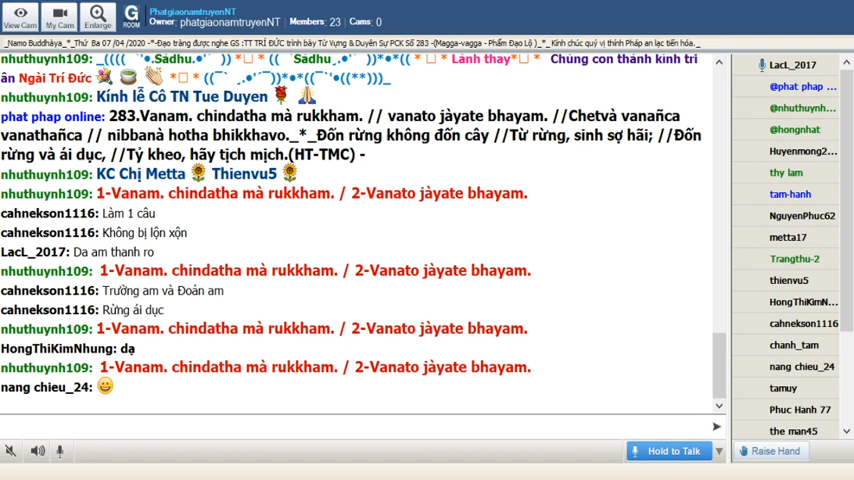 View Cam
My Cam
Enlarge
G ROOM
PhatgiaonamtruyenNT
Owner: phatgiaonamtruyenNT | Members: 23 | Cams: 0
_Namo Buddhàya_*_Thứ Ba 07 /04 /2020 -*-Đạo tràng được nghe GS :TT TRÍ ĐỨC trình bày Từ Vựng & Duyên Sự PCK Số 283 -(Magga-vagga - Phẩm Đạo Lộ )_*_ Kính chúc quý vị thính Pháp an lạc tiến hóa._
nhuthuynh109: Sàdhu Sàdhu Lành thay Chúng con thành kính tri
ân Ngài Trí Đức
nhuthuynh109: Kính lễ Cô TN Tue Duyen 🌹 🙏
phat phap online: 283.Vanam. chindatha mà rukkham. // vanato jàyate bhayam. //Chetvà vanañca
vanathañca // nibbanà hotha bhikkhavo._*_Đốn rừng không đốn cây //Từ rừng, sinh sợ hãi; //Đốn
rừng và ái dục, //Tỷ kheo, hãy tịch mịch.(HT-TMC) -
nhuthuynh109: KC Chị Metta 🌻 Thienvu5 🌻
nhuthuynh109: 1-Vanam. chindatha mà rukkham. / 2-Vanato jàyate bhayam.
cahnekson1116: Làm 1 câu
cahnekson1116: Không bị lộn xộn
LacL_2017: Da am thanh ro
nhuthuynh109: 1-Vanam. chindatha mà rukkham. / 2-Vanato jàyate bhayam.
cahnekson1116: Trường am và Đoản am
cahnekson1116: Rừng ái dục
nhuthuynh109: 1-Vanam. chindatha mà rukkham. / 2-Vanato jàyate bhayam.
HongThiKimNhung: dạ
nhuthuynh109: 1-Vanam. chindatha mà rukkham. / 2-Vanato jàyate bhayam.
nang chieu_24: 😀
Hold to Talk
LacL_2017
@phat phap ...
@nhuthuynh...
@hongnhat
Huyenmong2...
thy lam
tam-hanh
NguyenPhuc62
metta17
Trangthu-2
thienvu5
HongThiKimN...
cahnekson1116
chanh_tam
nang chieu_24
tamuy
Phuc Hanh 77
the man45
Raise Hand